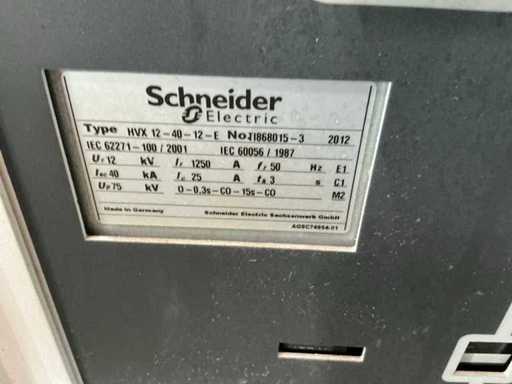 Schneider
Electric
Type HVX 12-40-12-E No. 11868015-3 2012
IEC 62271-100 / 2001 IEC 60056 / 1987
Ur 12 kV Ir 1250 A fr 50 Hz E1
Isc 40 kA Ic 25 A tk 3 s C1
Up 75 kV O-0,3s-CO-15s-CO M2
Made in Germany Schneider Electric Sachsenwerk GmbH